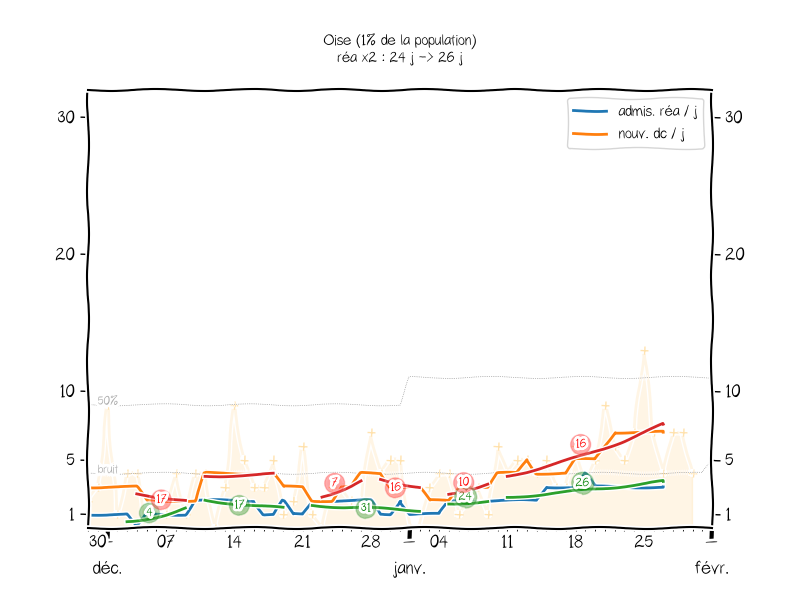 Oise (1% de la population)
réa x2 : 24 j -> 26 j
admis. réa / j
nouv. dc / j
30 30
20 20
10 10
50%
5 5
bruit
1 1
16
26
7
10
16
24
17
17
31
4
30 07 14 21 28 04 11 18 25
déc. janv. févr.